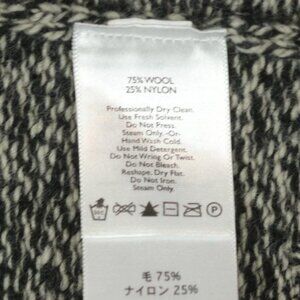 75% WOOL
25% NYLON
Professionally Dry Clean.
Use Fresh Solvent.
Do Not Press.
Steam Only. -Or-
Hand Wash Cold.
Use Mild Detergent.
Do Not Wring Or Twist.
Do Not Bleach.
Reshape. Dry Flat.
Do Not Iron.
Steam Only.
P
毛 75%
ナイロン 25%